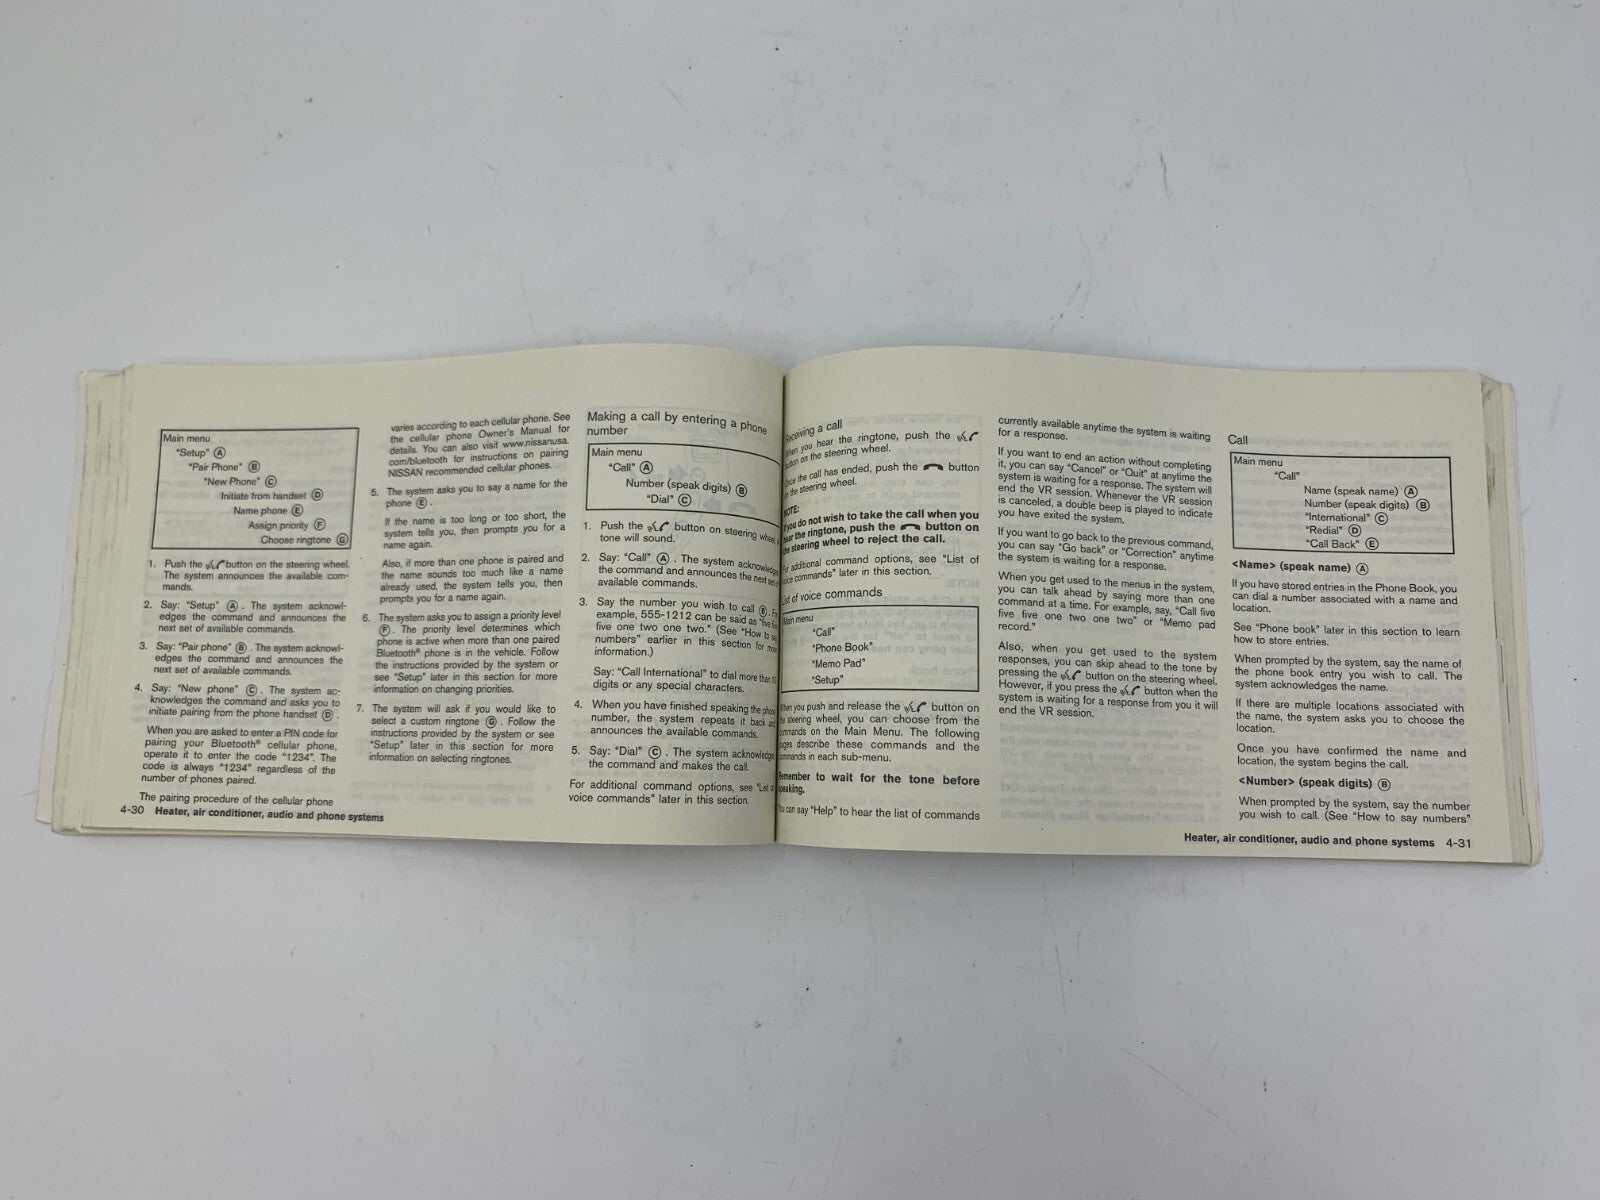 Main menu
"Setup" Ⓐ
"Pair Phone" Ⓑ
"New Phone" Ⓒ
Initiate from handset Ⓓ
Name phone Ⓔ
Assign priority Ⓕ
Choose ringtone Ⓖ
1. Push the button on the steering wheel.
The system announces the available com-
mands.
2. Say: "Setup" Ⓐ . The system acknowl-
edges the command and announces the
next set of available commands.
3. Say: "Pair phone" Ⓑ . The system acknowl-
edges the command and announces the
next set of available commands.
4. Say: "New phone" Ⓒ . The system ac-
knowledges the command and asks you to
initiate pairing from the phone handset Ⓓ .
When you are asked to enter a PIN code for
pairing your Bluetooth® cellular phone,
operate it to enter the code "1234". The
code is always "1234" regardless of the
number of phones paired.
The pairing procedure of the cellular phone
4-30 Heater, air conditioner, audio and phone systems
varies according to each cellular phone. See
the cellular phone Owner's Manual for
details. You can also visit www.nissanusa.
com/bluetooth for instructions on pairing
NISSAN recommended cellular phones.
5. The system asks you to say a name for the
phone Ⓔ .
If the name is too long or too short, the
system tells you, then prompts you for a
name again.
Also, if more than one phone is paired and
the name sounds too much like a name
already used, the system tells you, then
prompts you for a name again.
6. The system asks you to assign a priority level
Ⓕ . The priority level determines which
phone is active when more than one paired
Bluetooth® phone is in the vehicle. Follow
the instructions provided by the system or
see "Setup" later in this section for more
information on changing priorities.
7. The system will ask if you would like to
select a custom ringtone Ⓖ . Follow the
instructions provided by the system or see
"Setup" later in this section for more
information on selecting ringtones.
Making a call by entering a phone
number
Main menu
"Call" Ⓐ
Number (speak digits) Ⓑ
"Dial" Ⓒ
1. Push the button on steering wheel.
tone will sound.
2. Say: "Call" Ⓐ . The system acknowledges
the command and announces the next set of
available commands.
3. Say the number you wish to call Ⓑ . For
example, 555-1212 can be said as "five five
five one two one two." (See "How to say
numbers" earlier in this section for more
information.)
Say: "Call International" to dial more than 10
digits or any special characters.
4. When you have finished speaking the phone
number, the system repeats it back and
announces the available commands.
5. Say: "Dial" Ⓒ . The system acknowledges
the command and makes the call.
For additional command options, see "List of
voice commands" later in this section.
Receiving a call
When you hear the ringtone, push the
button on the steering wheel.
Once the call has ended, push the button
on the steering wheel.
NOTE:
If you do not wish to take the call when you
hear the ringtone, push the button on
the steering wheel to reject the call.
For additional command options, see "List of
voice commands" later in this section.
List of voice commands
Main menu
"Call"
"Phone Book"
"Memo Pad"
"Setup"
When you push and release the button on
the steering wheel, you can choose from the
commands on the Main Menu. The following
pages describe these commands and the
commands in each sub-menu.
Remember to wait for the tone before
speaking.
You can say "Help" to hear the list of commands
currently available anytime the system is waiting
for a response.
If you want to end an action without completing
it, you can say "Cancel" or "Quit" at anytime the
system is waiting for a response. The system will
end the VR session. Whenever the VR session
is canceled, a double beep is played to indicate
you have exited the system.
If you want to go back to the previous command,
you can say "Go back" or "Correction" anytime
the system is waiting for a response.
When you get used to the menus in the system,
you can talk ahead by saying more than one
command at a time. For example, say, "Call five
five five one two one two" or "Memo pad
record."
Also, when you get used to the system
responses, you can skip ahead to the tone by
pressing the button on the steering wheel.
However, if you press the button when the
system is waiting for a response from you it will
end the VR session.
Call
Main menu
"Call"
Name (speak name) Ⓐ
Number (speak digits) Ⓑ
"International" Ⓒ
"Redial" Ⓓ
"Call Back" Ⓔ
<Name> (speak name) Ⓐ
If you have stored entries in the Phone Book, you
can dial a number associated with a name and
location.
See "Phone book" later in this section to learn
how to store entries.
When prompted by the system, say the name of
the phone book entry you wish to call. The
system acknowledges the name.
If there are multiple locations associated with
the name, the system asks you to choose the
location.
Once you have confirmed the name and
location, the system begins the call.
<Number> (speak digits) Ⓑ
When prompted by the system, say the number
you wish to call. (See "How to say numbers"
Heater, air conditioner, audio and phone systems 4-31